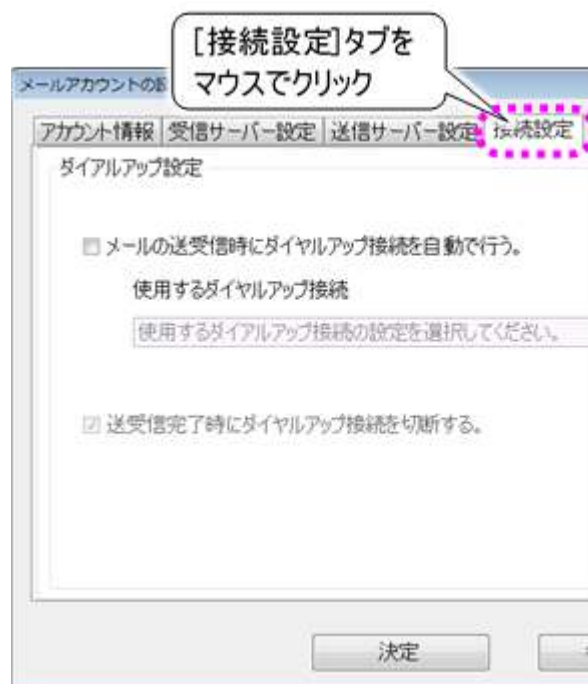 [接続設定]タブを
マウスでクリック
メールアカウントの
アカウント情報 受信サーバー設定 送信サーバー設定 接続設定
ダイアルアップ設定
メールの送受信時にダイヤルアップ接続を自動で行う。
使用するダイヤルアップ接続
使用するダイアルアップ接続の設定を選択してください。
送受信完了時にダイヤルアップ接続を切断する。
決定